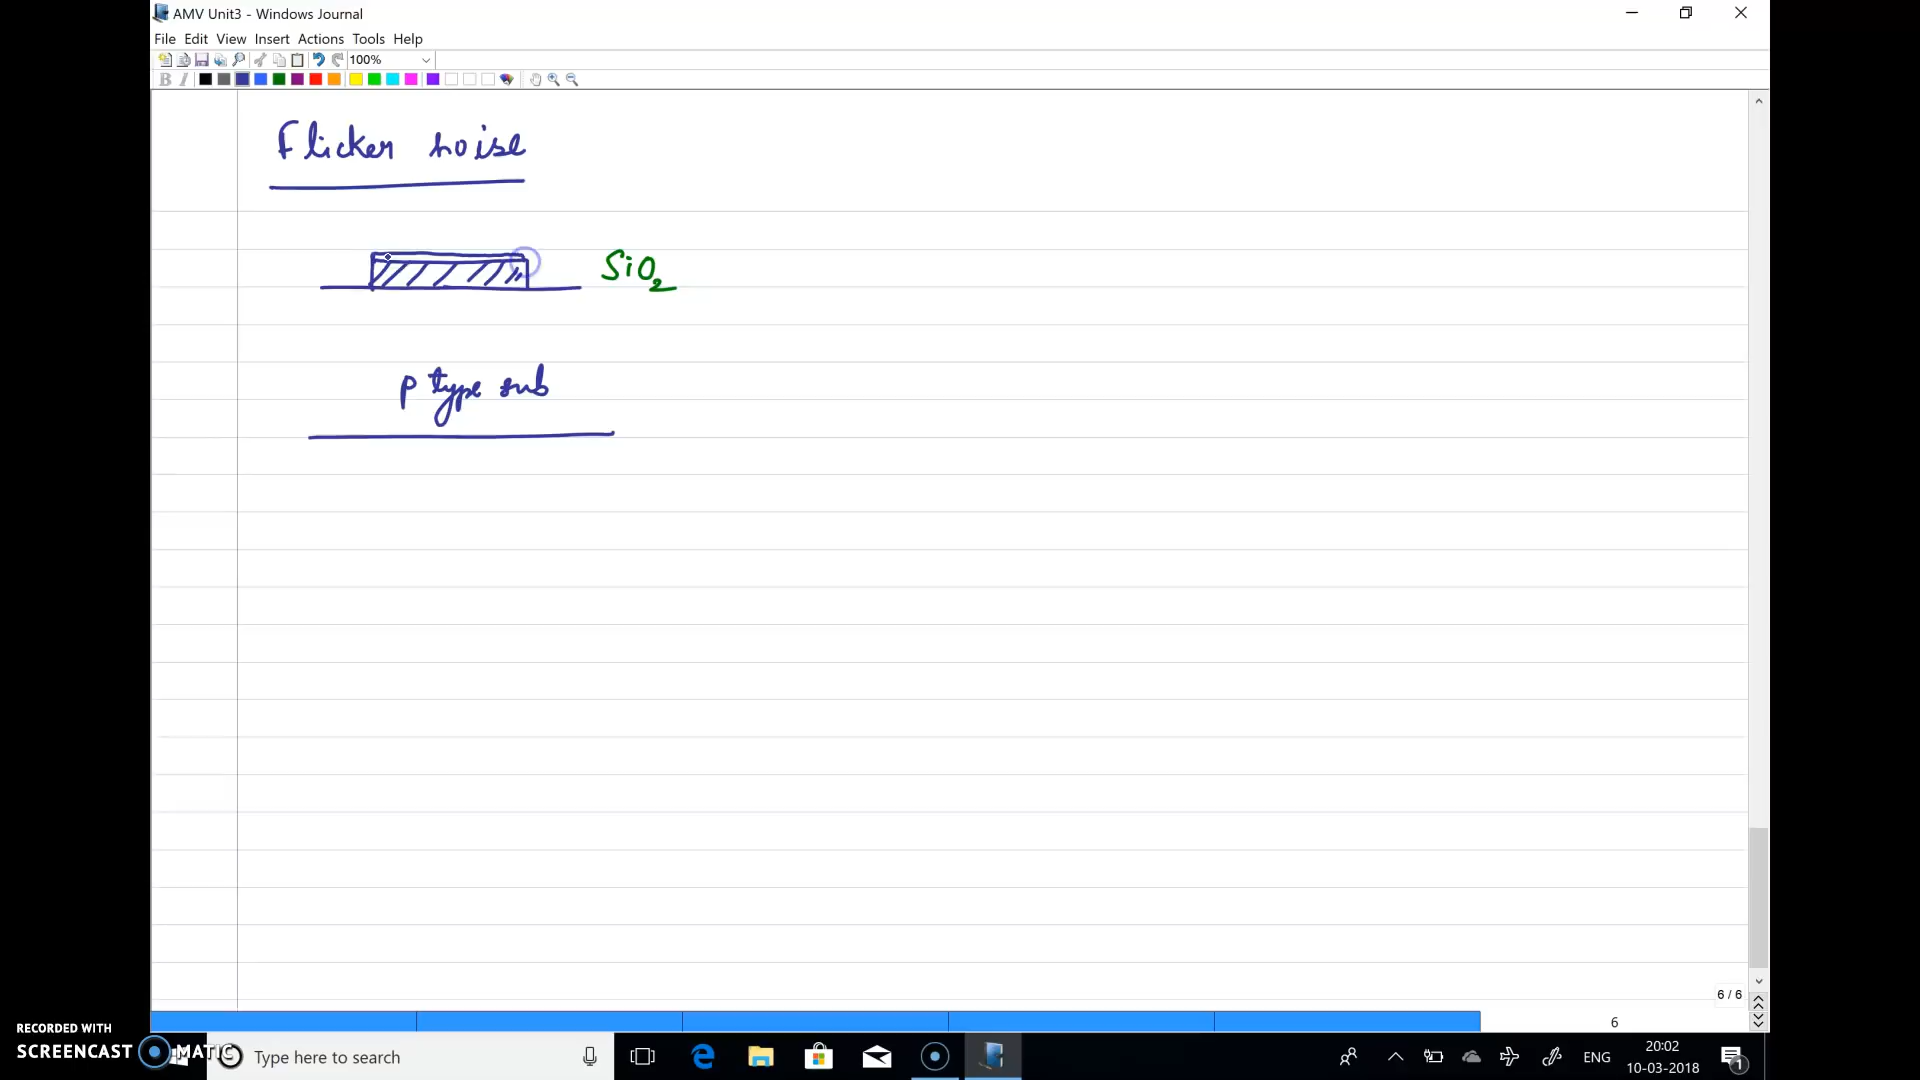 AMV Unit3 - Windows Journal
File Edit View Insert Actions Tools Help
100%
B I
Flicker noise
SiO2
P type sub
6 / 6
6
RECORDED WITH
SCREENCAST MATIC
Type here to search
ENG
20:02
10-03-2018
1